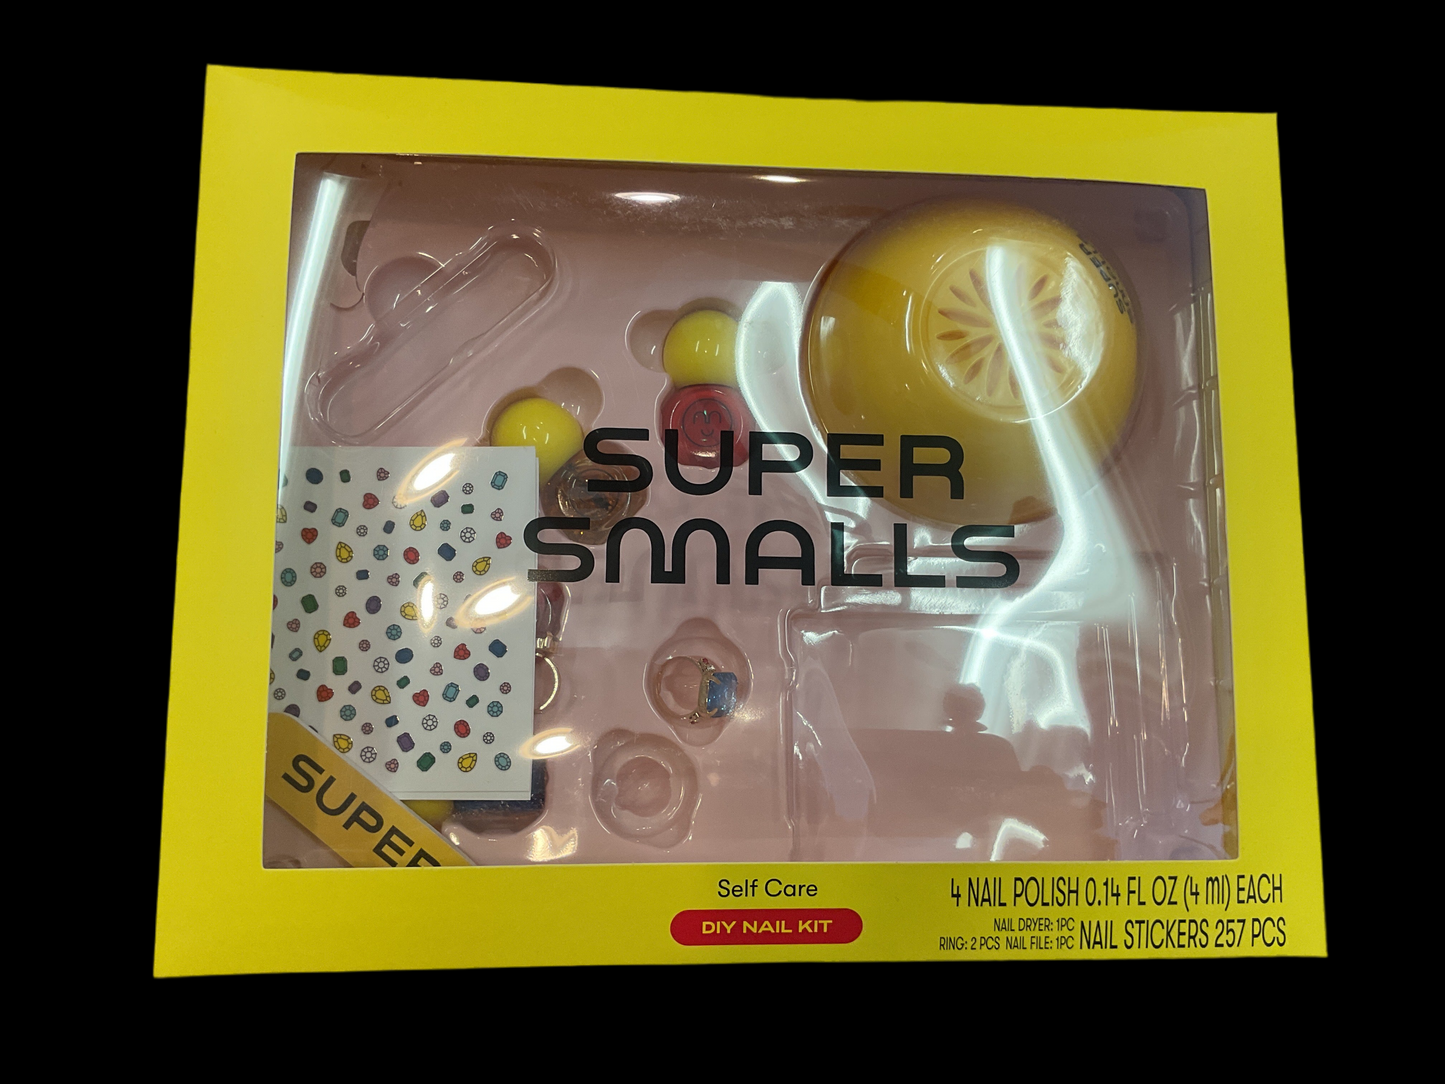 SUPER
SMALLS
SUPER
Self Care
DIY NAIL KIT
4 NAIL POLISH 0.14 FL OZ (4 ml) EACH
NAIL DRYER: 1PC
RING: 2 PCS NAIL FILE: 1PC NAIL STICKERS 257 PCS